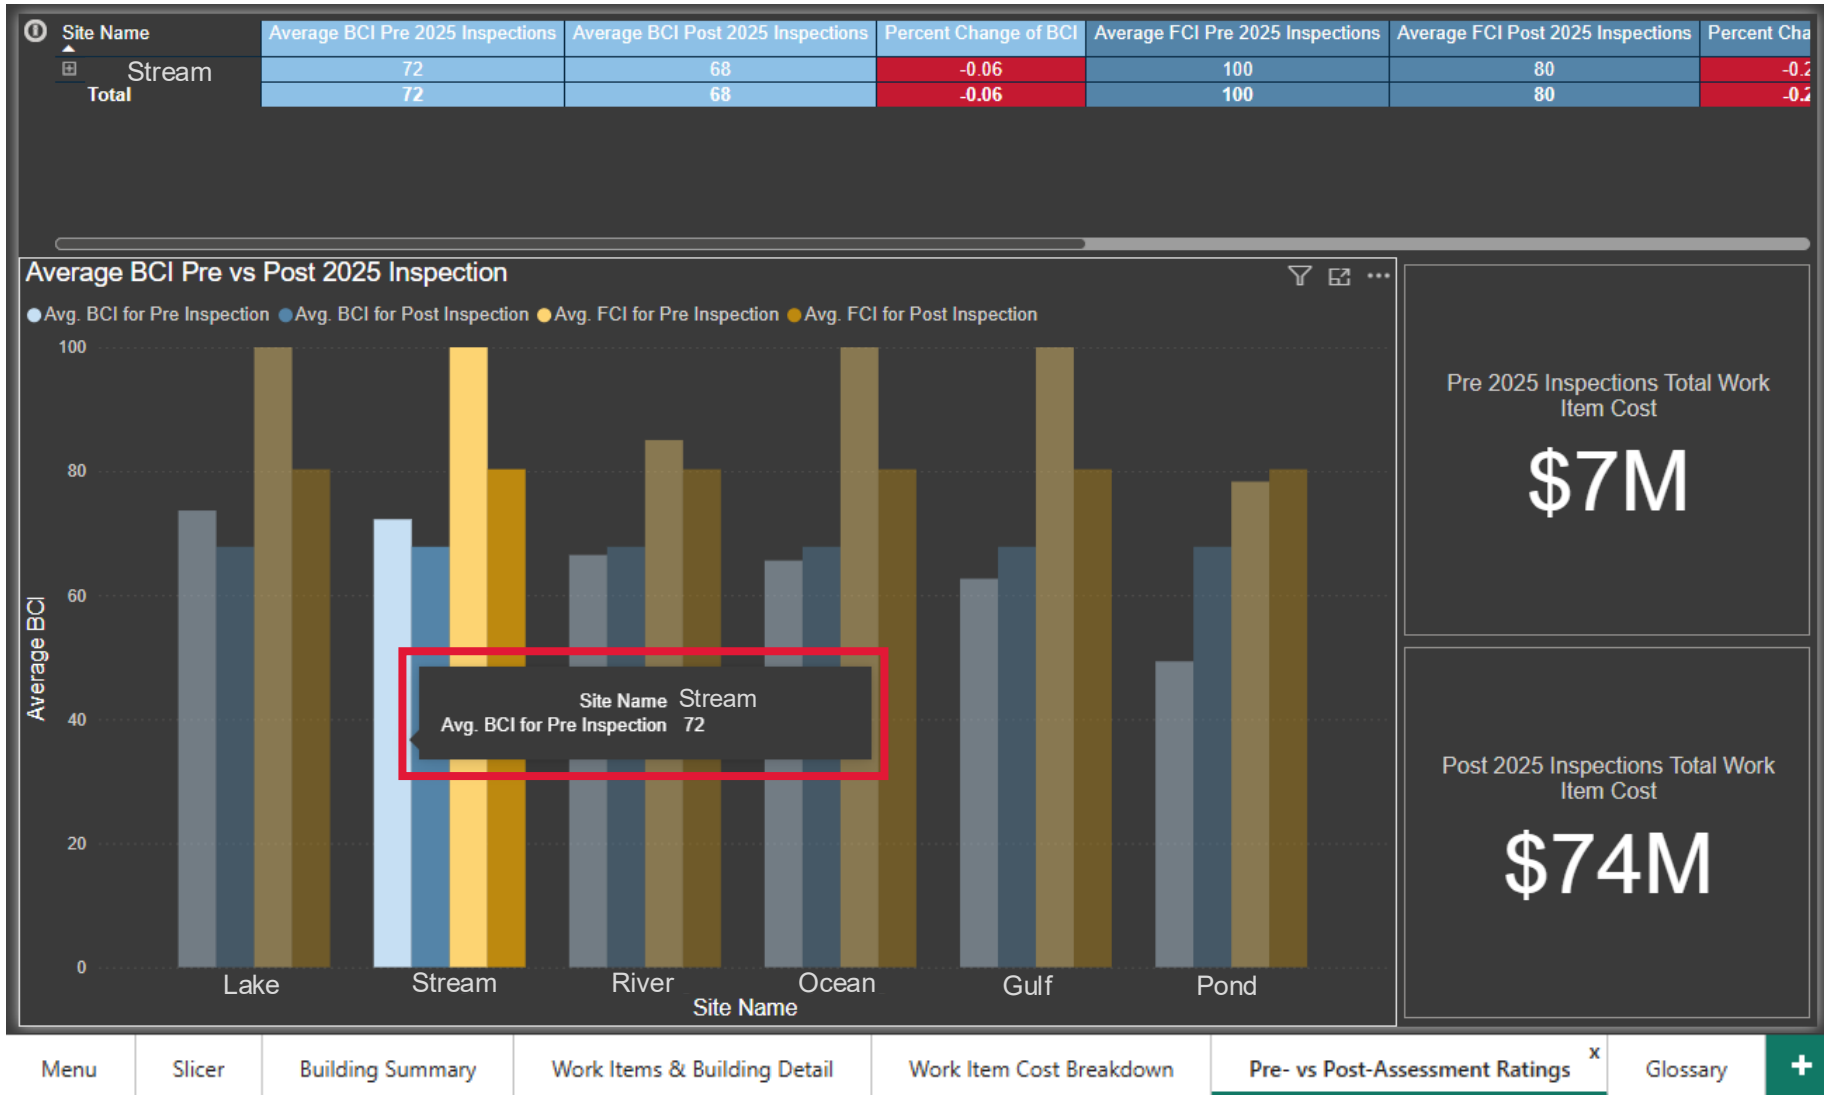 Site Name Average BCI Pre 2025 Inspections Average BCI Post 2025 Inspections Percent Change of BCI Average FCI Pre 2025 Inspections Average FCI Post 2025 Inspections Percent Cha
Stream 72 68 -0.06 100 80 -0.2
Total 72 68 -0.06 100 80 -0.2
Average BCI Pre vs Post 2025 Inspection
Avg. BCI for Pre Inspection Avg. BCI for Post Inspection Avg. FCI for Pre Inspection Avg. FCI for Post Inspection
100
80
60
40
20
0
Average BCI
Site Name Stream
Avg. BCI for Pre Inspection 72
Lake Stream River Ocean Gulf Pond
Site Name
Pre 2025 Inspections Total Work
Item Cost
$7M
Post 2025 Inspections Total Work
Item Cost
$74M
Menu Slicer Building Summary Work Items & Building Detail Work Item Cost Breakdown Pre- vs Post-Assessment Ratings x Glossary +